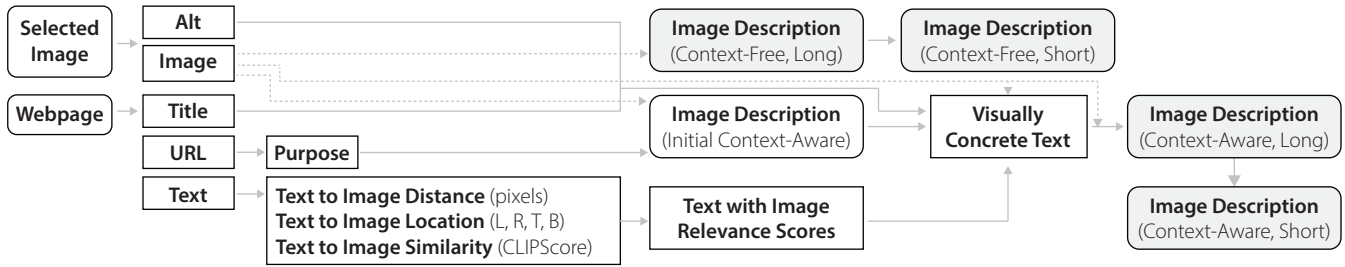 Selected
Image
Alt
Image
Webpage
Title
URL
Purpose
Text
Text to Image Distance (pixels)
Text to Image Location (L, R, T, B)
Text to Image Similarity (CLIPScore)
Image Description
(Context-Free, Long)
Image Description
(Context-Free, Short)
Image Description
(Initial Context-Aware)
Text with Image
Relevance Scores
Visually
Concrete Text
Image Description
(Context-Aware, Long)
Image Description
(Context-Aware, Short)